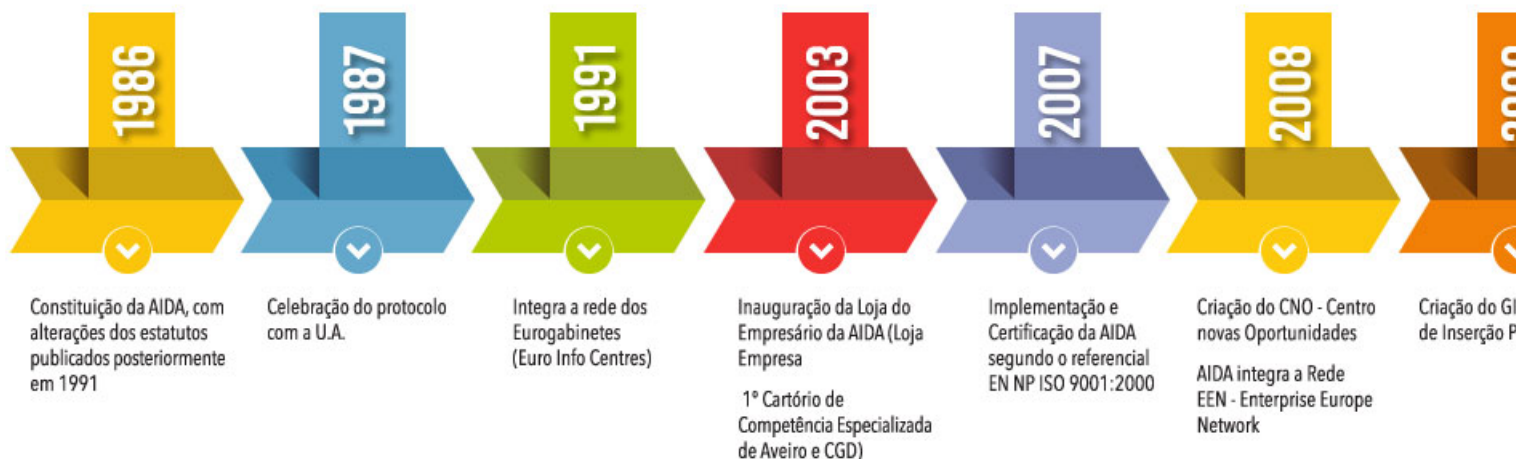 1986
Constituição da AIDA, com
alterações dos estatutos
publicados posteriormente
em 1991
1987
Celebração do protocolo
com a U.A.
1991
Integra a rede dos
Eurogabinetes
(Euro Info Centres)
2003
Inauguração da Loja do
Empresário da AIDA (Loja
Empresa
1º Cartório de
Competência Especializada
de Aveiro e CGD)
2007
Implementação e
Certificação da AIDA
segundo o referencial
EN NP ISO 9001:2000
2008
Criação do CNO - Centro
novas Oportunidades
AIDA integra a Rede
EEN - Enterprise Europe
Network
Criação do
de Inserção